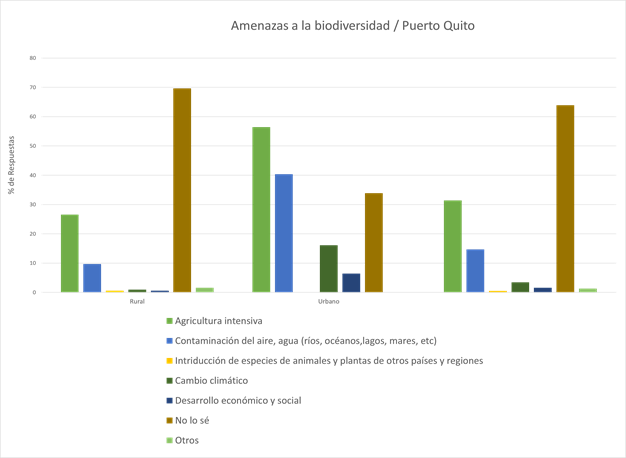 Amenazas a la biodiversidad / Puerto Quito
80
70
60
50
40
30
20
10
0
% de Respuestas
Rural
Urbano
Agricultura intensiva
Contaminación del aire, agua (ríos, océanos,lagos, mares, etc)
Intriducción de especies de animales y plantas de otros países y regiones
Cambio climático
Desarrollo económico y social
No lo sé
Otros